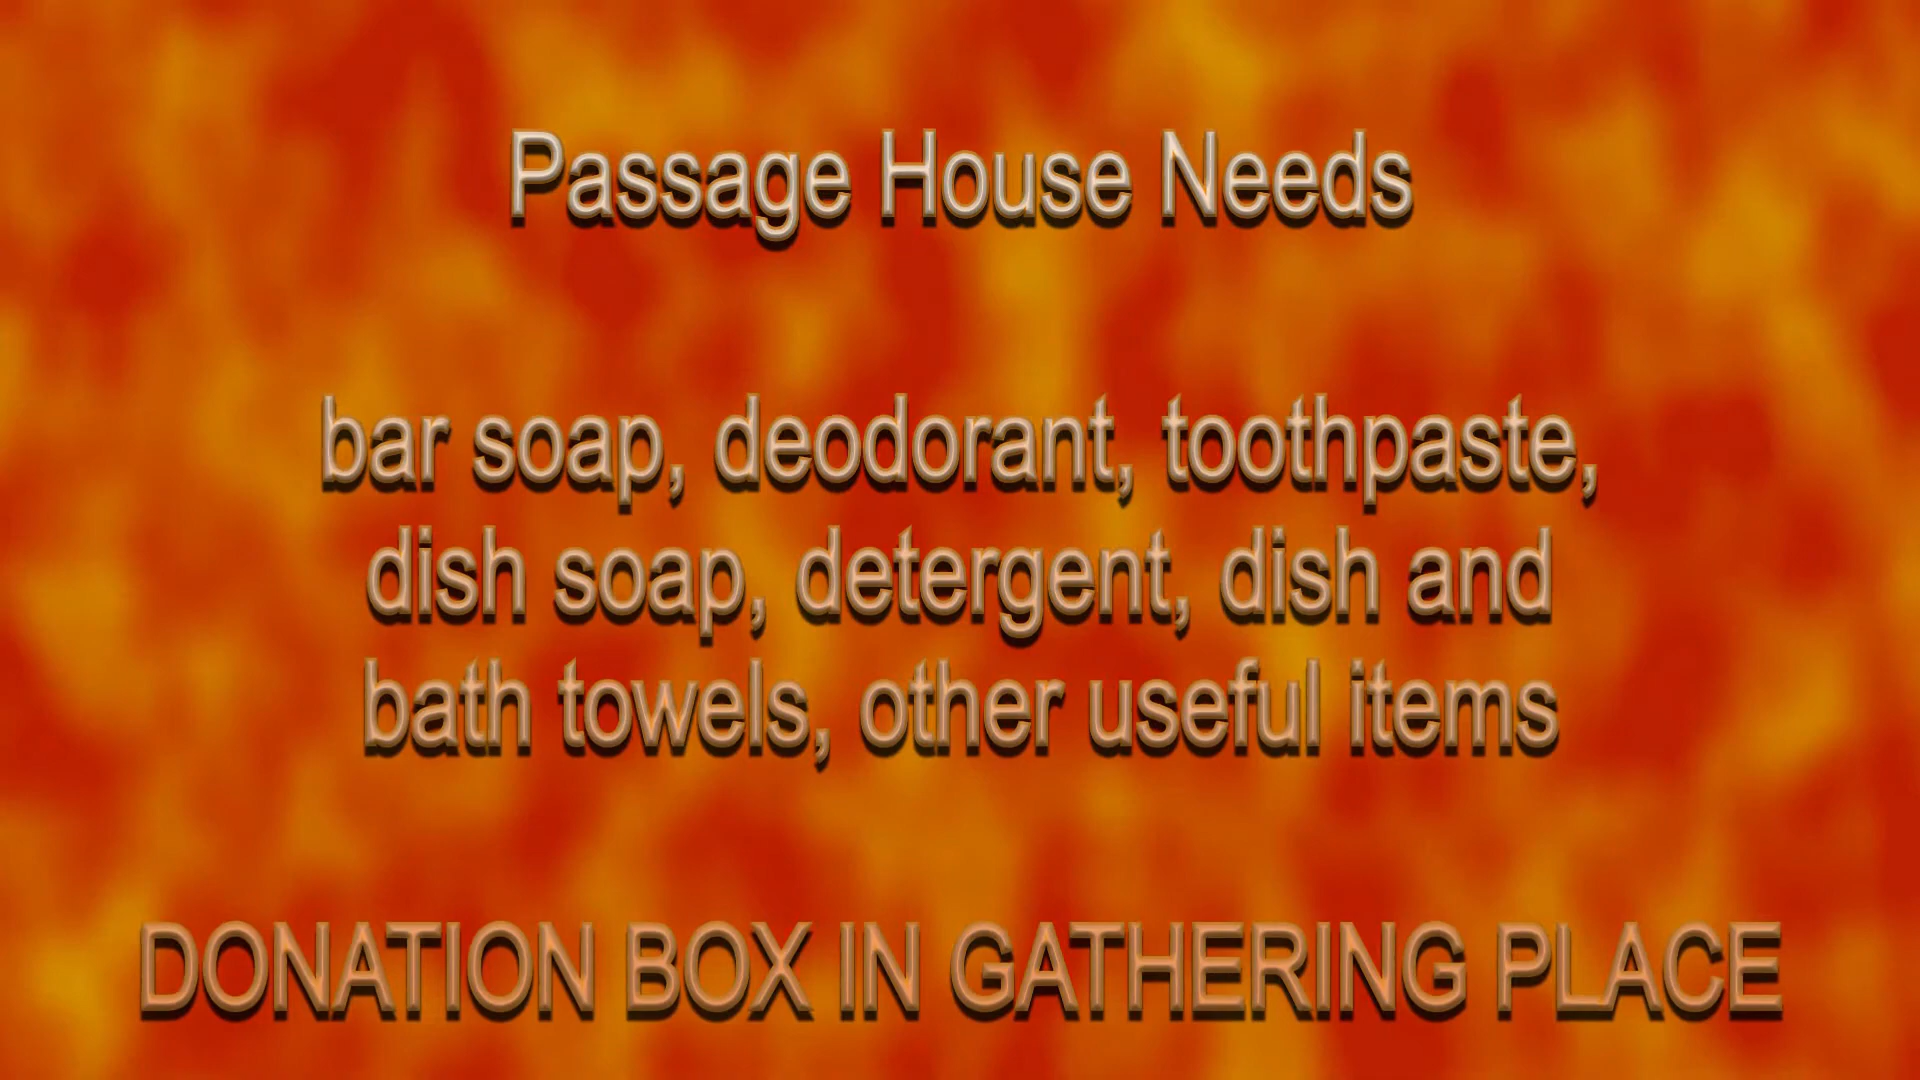 Passage House Needs
bar soap, deodorant, toothpaste,
dish soap, detergent, dish and
bath towels, other useful items
DONATION BOX IN GATHERING PLACE